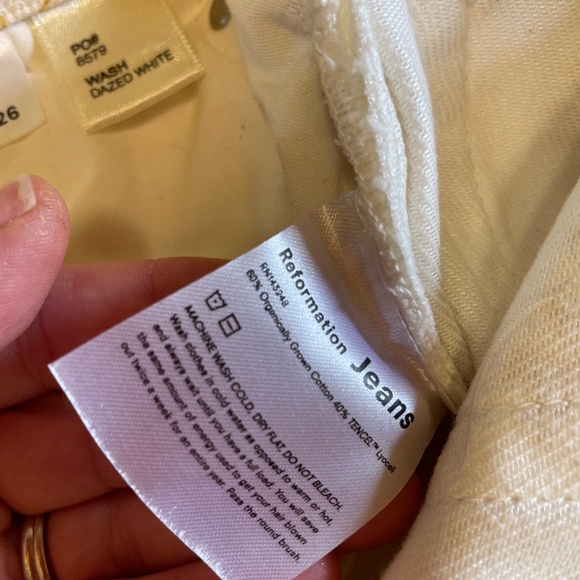 PO#
8579
WASH
DAZED WHITE
26
Reformation Jeans
RN145248
60% Organically Grown Cotton 40% TENCEL™ Lyocell
MACHINE WASH COLD, DRY FLAT. DO NOT BLEACH.
Wash clothes in cold water as opposed to warm or hot,
and always wait until you have a full load. You will save
the same amount of energy used to get your hair blown
out twice a week for an entire year. Pass the round brush.